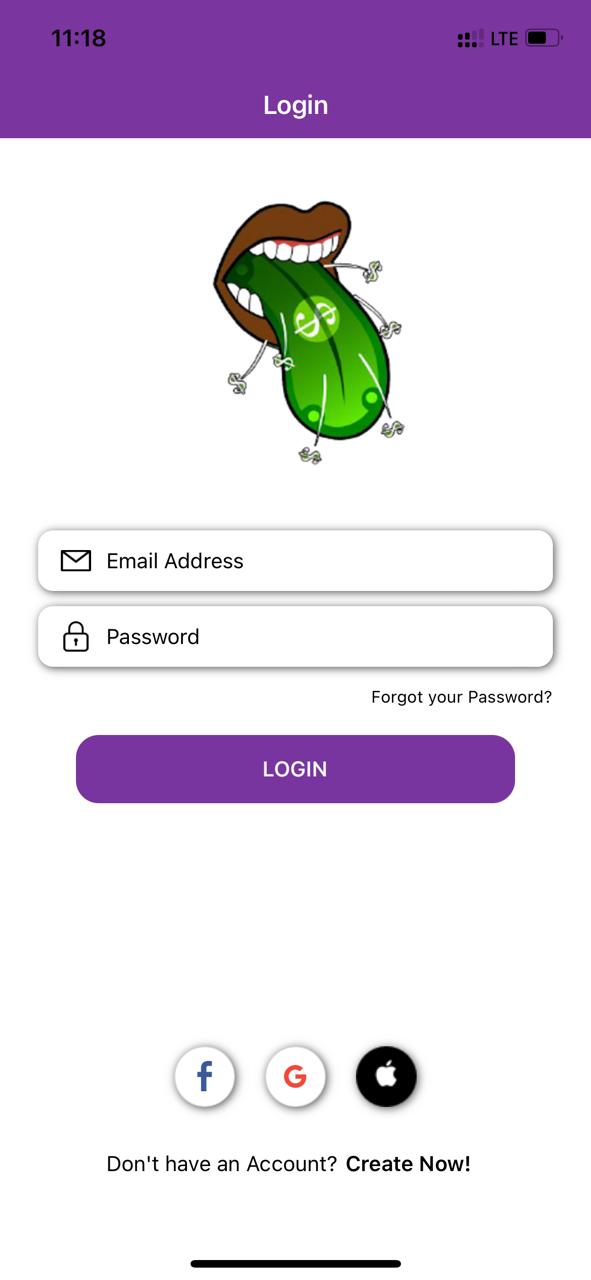 11:18 LTE
Login
$
$
$
$
$
$
$
Email Address
Password
Forgot your Password?
LOGIN
f G
Don't have an Account? Create Now!